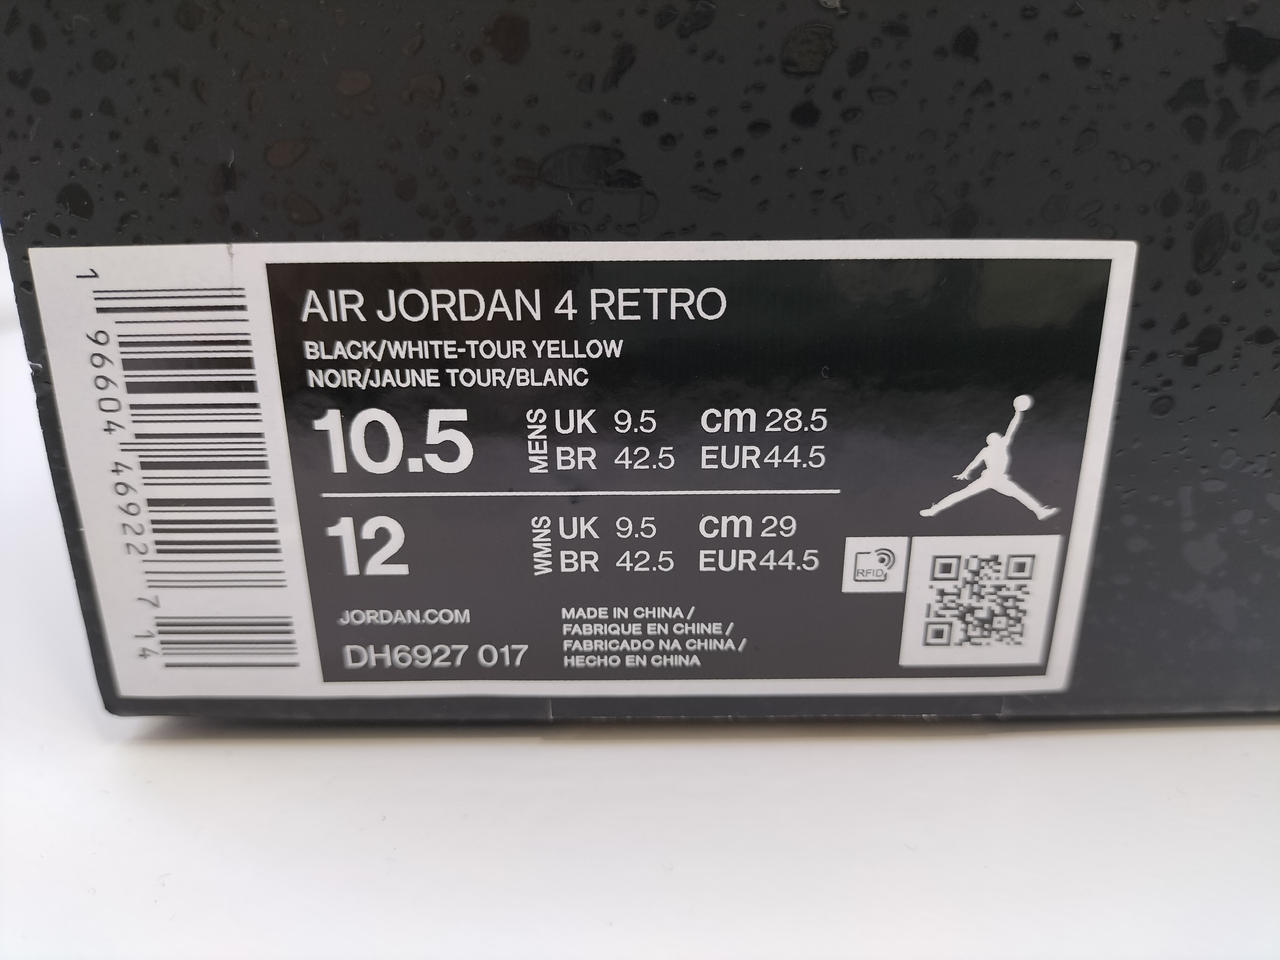 1 96604 46922 7 14
AIR JORDAN 4 RETRO
BLACK/WHITE-TOUR YELLOW
NOIR/JAUNE TOUR/BLANC
10.5 MENS UK 9.5 cm 28.5
BR 42.5 EUR 44.5
12 WMNS UK 9.5 cm 29
BR 42.5 EUR 44.5
JORDAN.COM
DH6927 017
MADE IN CHINA /
FABRIQUE EN CHINE /
FABRICADO NA CHINA /
HECHO EN CHINA
RFID